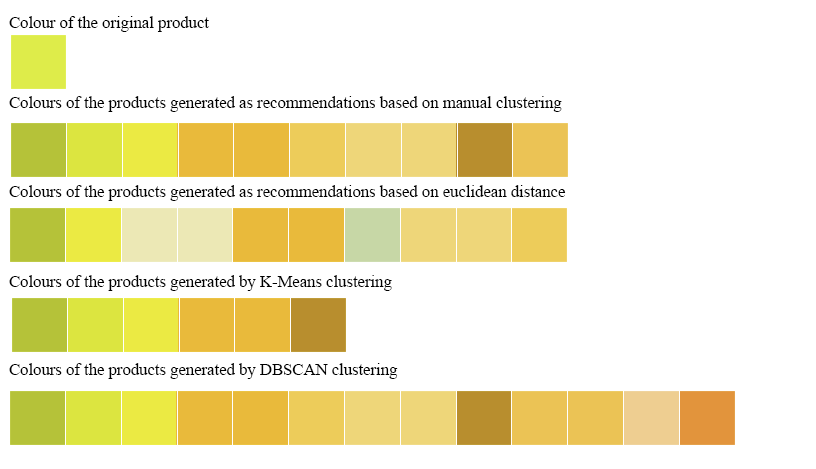 Colour of the original product
Colours of the products generated as recommendations based on manual clustering
Colours of the products generated as recommendations based on euclidean distance
Colours of the products generated by K-Means clustering
Colours of the products generated by DBSCAN clustering